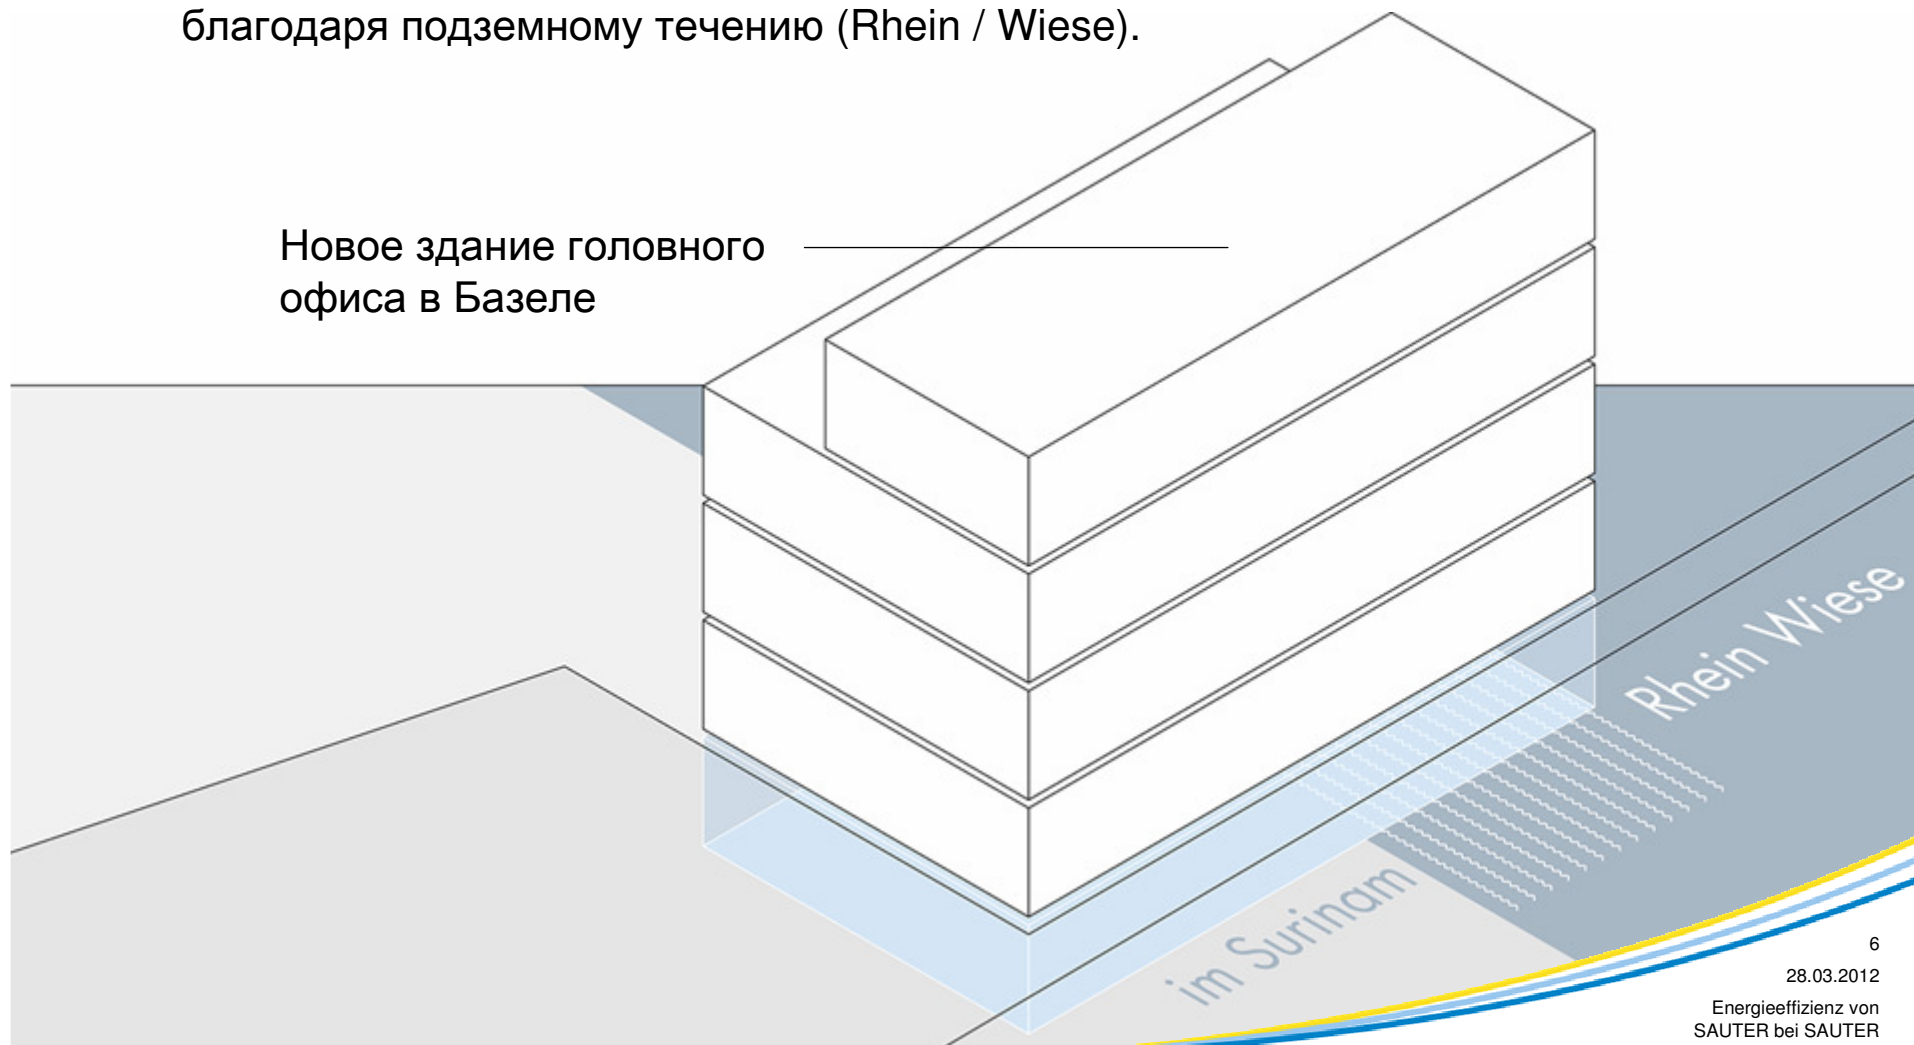 благодаря подземному течению (Rhein / Wiese).
Новое здание головного
офиса в Базеле
Rhein Wiese
im Surinam
6
28.03.2012
Energieeffizienz von
SAUTER bei SAUTER